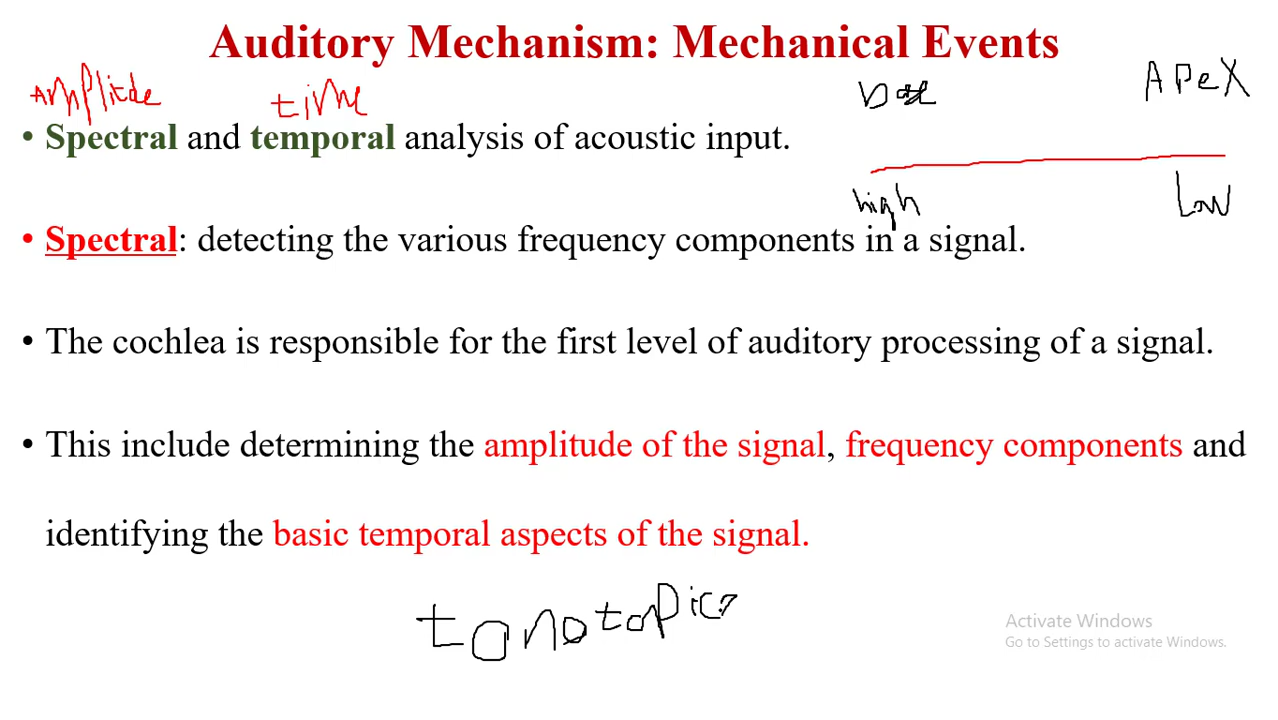 Auditory Mechanism: Mechanical Events
Amplitde time base APeX
• Spectral and temporal analysis of acoustic input.
high Low
• Spectral: detecting the various frequency components in a signal.
• The cochlea is responsible for the first level of auditory processing of a signal.
• This include determining the amplitude of the signal, frequency components and
identifying the basic temporal aspects of the signal.
tonotopic
Activate Windows
Go to Settings to activate Windows.